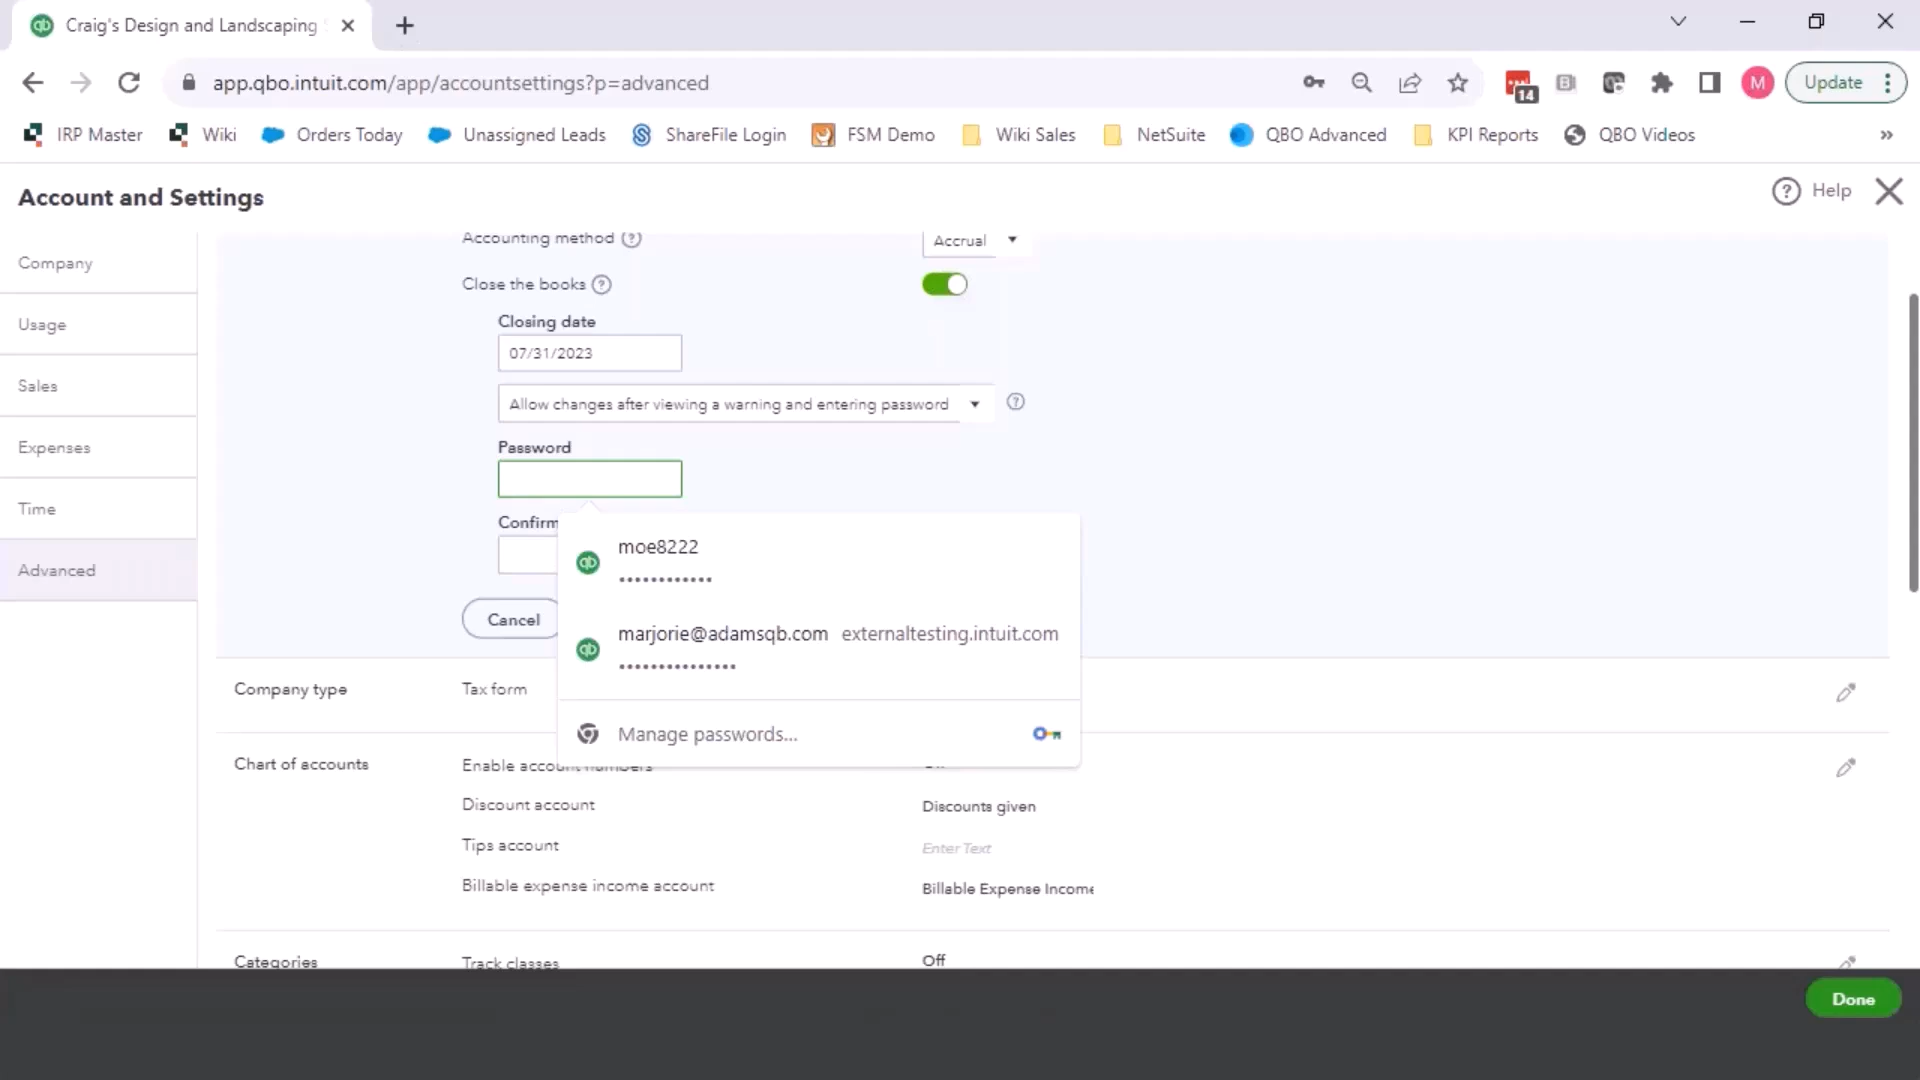 Craig's Design and Landscaping
app.qbo.intuit.com/app/accountsettings?p=advanced
14
M
Update
IRP Master
Wiki
Orders Today
Unassigned Leads
ShareFile Login
FSM Demo
Wiki Sales
NetSuite
QBO Advanced
KPI Reports
QBO Videos
»
Account and Settings
? Help
Company
Usage
Sales
Expenses
Time
Advanced
Accounting method ?
Accrual
Close the books ?
Closing date
07/31/2023
Allow changes after viewing a warning and entering password
?
Password
Confirm
Cancel
moe8222
••••••••••••
marjorie@adamsqb.com externaltesting.intuit.com
•••••••••••••••
Manage passwords...
Company type
Tax form
Chart of accounts
Enable account numbers
Discount account
Discounts given
Tips account
Enter Text
Billable expense income account
Billable Expense Income
Categories
Track classes
Off
Done